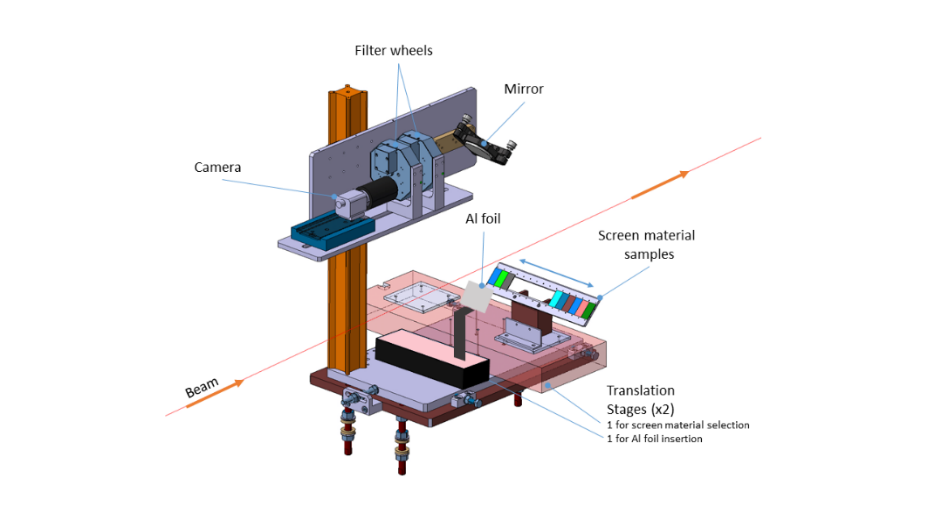 Filter wheels
Mirror
Camera
Al foil
Screen material
samples
Beam
Translation
Stages (x2)
1 for screen material selection
1 for Al foil insertion